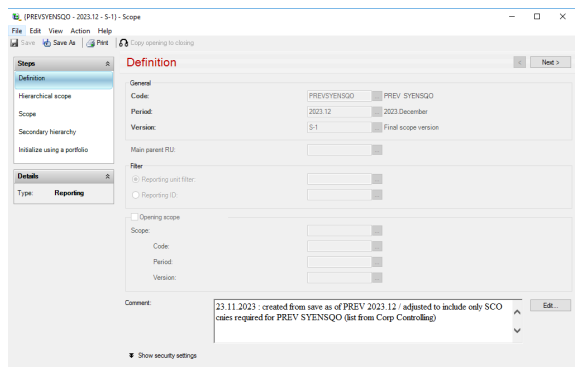 (PREVSYENSQO - 2023.12 - S-1) - Scope
File Edit View Action Help
Save Save As Print Copy opening to closing
Steps
Definition
Hierarchical scope
Scope
Secondary hierarchy
Initialize using a portfolio
Details
Type: Reporting
Definition
< Next >
General
Code: PREVSYENSQO ... PREV SYENSQO
Period: 2023.12 ... 2023.December
Version: S-1 ... Final scope version
Main parent RU: ...
Filter
Reporting unit filter: ...
Reporting ID: ...
Opening scope
Scope: ...
Code: ...
Period: ...
Version: ...
Comment:
23.11.2023 : created from save as of PREV 2023.12 / adjusted to include only SCO
cnies required for PREV SYENSQO (list from Corp Controlling)
Edit...
Show security settings